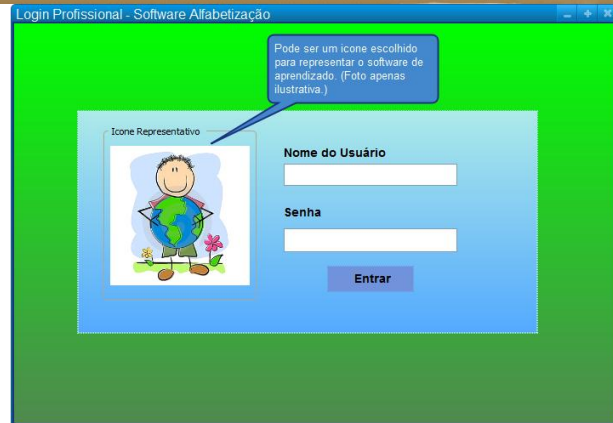 Login Profissional - Software Alfabetização
Pode ser um icone escolhido
para representar o software de
aprendizado. (Foto apenas
ilustrativa.)
Icone Representativo
Nome do Usuário
Senha
Entrar